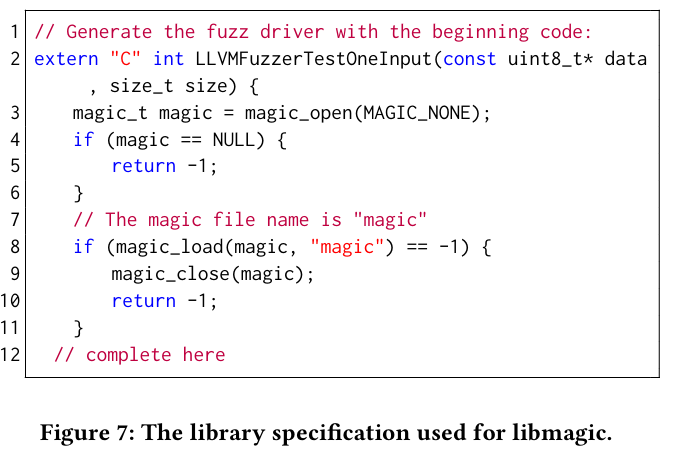 1 // Generate the fuzz driver with the beginning code:
2 extern "C" int LLVMFuzzerTestOneInput(const uint8_t* data
, size_t size) {
3 magic_t magic = magic_open(MAGIC_NONE);
4 if (magic == NULL) {
5 return -1;
6 }
7 // The magic file name is "magic"
8 if (magic_load(magic, "magic") == -1) {
9 magic_close(magic);
10 return -1;
11 }
12 // complete here
Figure 7: The library specification used for libmagic.